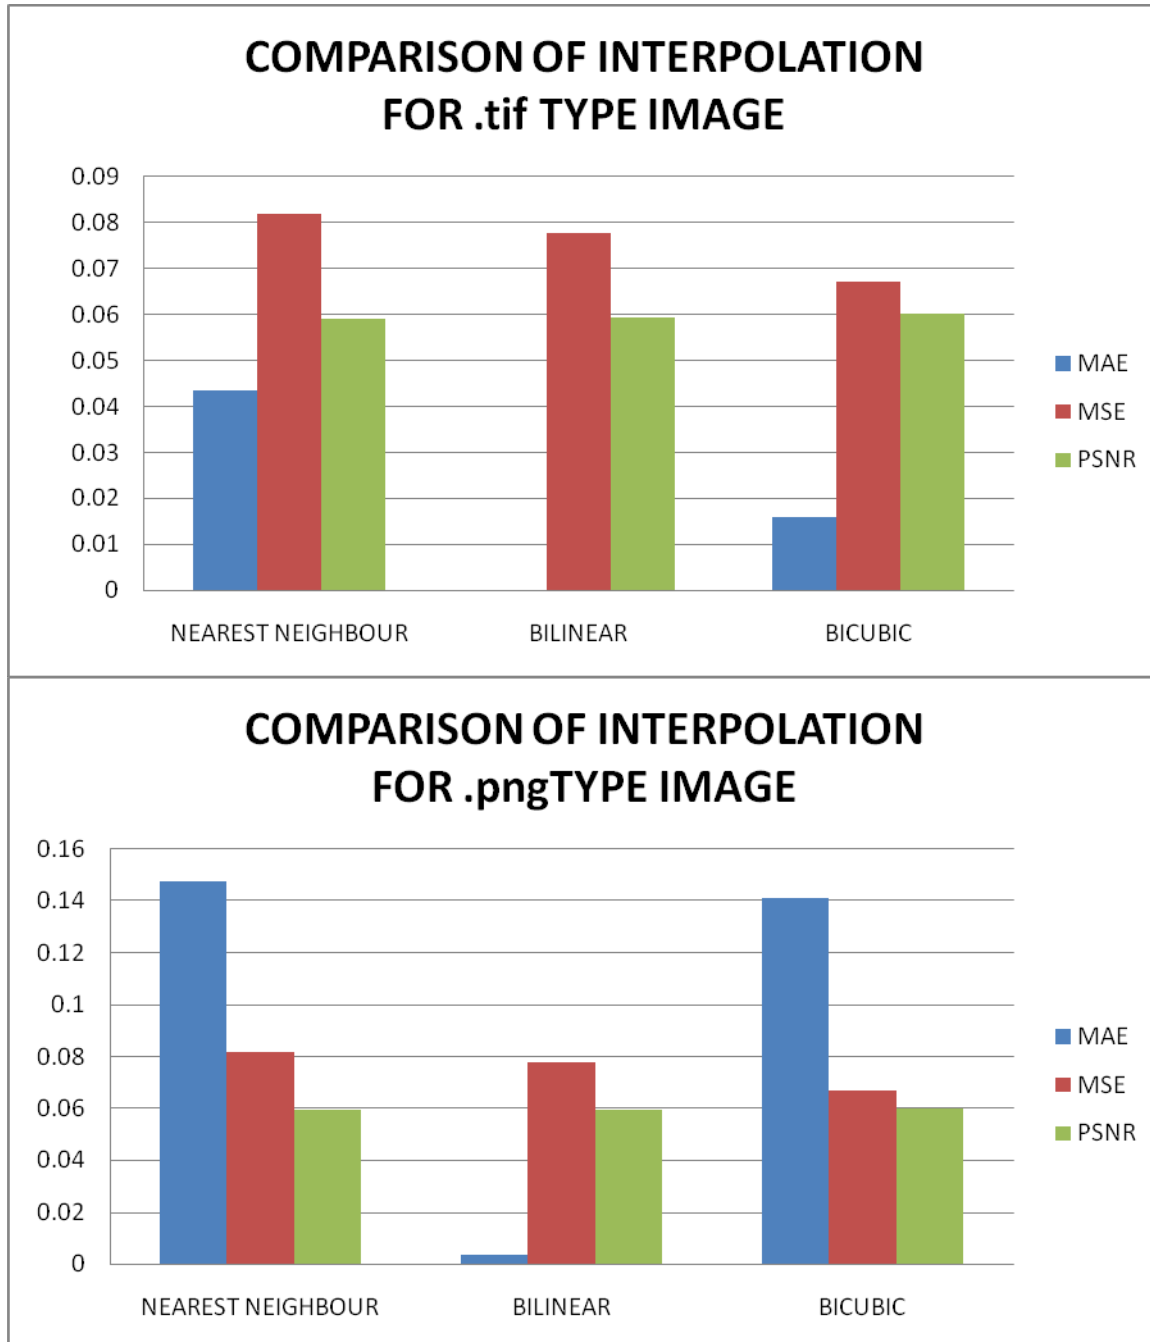 COMPARISON OF INTERPOLATION
FOR .tif TYPE IMAGE
0.09
0.08
0.07
0.06
0.05
0.04
0.03
0.02
0.01
0
NEAREST NEIGHBOUR
BILINEAR
BICUBIC
MAE
MSE
PSNR
COMPARISON OF INTERPOLATION
FOR .pngTYPE IMAGE
0.16
0.14
0.12
0.1
0.08
0.06
0.04
0.02
0
NEAREST NEIGHBOUR
BILINEAR
BICUBIC
MAE
MSE
PSNR